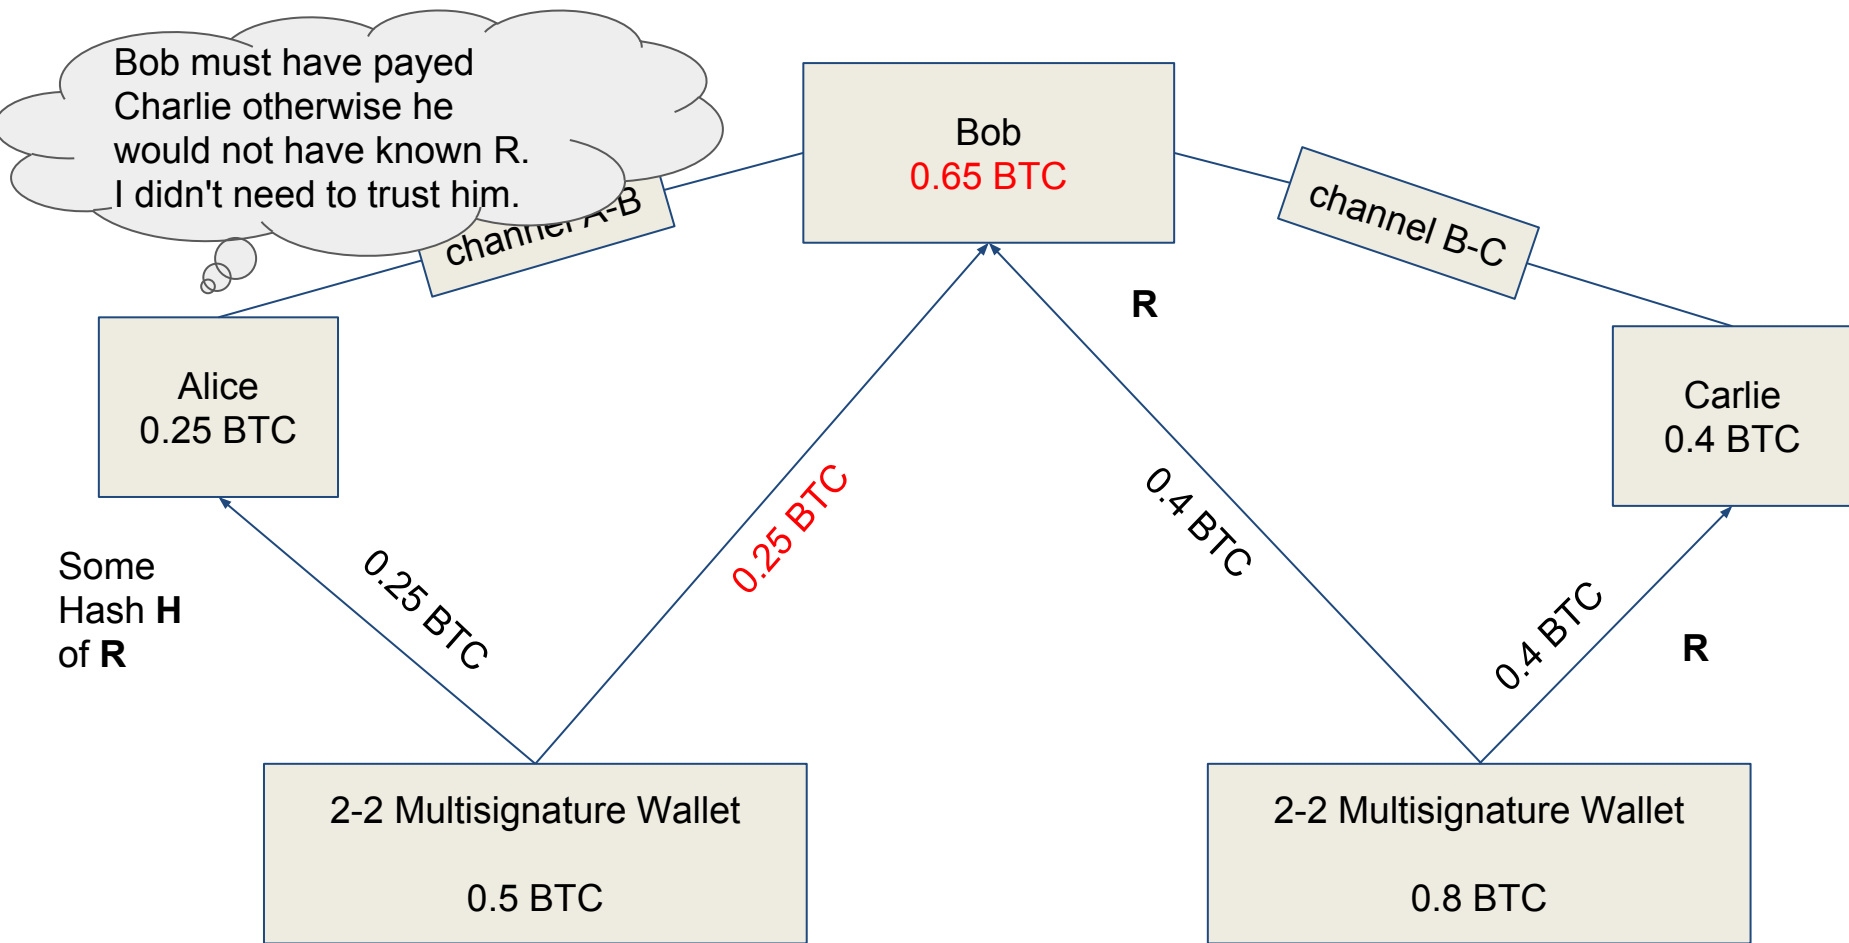 Bob must have payed
Charlie otherwise he
would not have known R.
I didn't need to trust him.
Bob
0.65 BTC
channel A-B
channel B-C
R
Alice
0.25 BTC
Carlie
0.4 BTC
Some
Hash H
of R
0.25 BTC
0.25 BTC
0.4 BTC
0.4 BTC
R
2-2 Multisignature Wallet
0.5 BTC
2-2 Multisignature Wallet
0.8 BTC